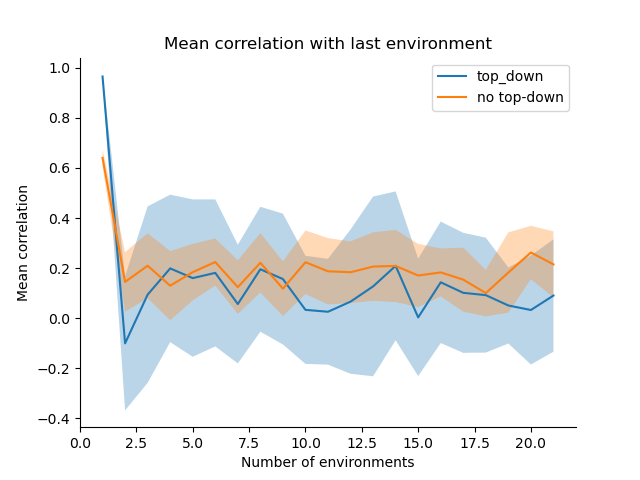 Mean correlation with last environment
top_down
no top-down
Mean correlation
1.0
0.8
0.6
0.4
0.2
0.0
−0.2
−0.4
0.0 2.5 5.0 7.5 10.0 12.5 15.0 17.5 20.0
Number of environments